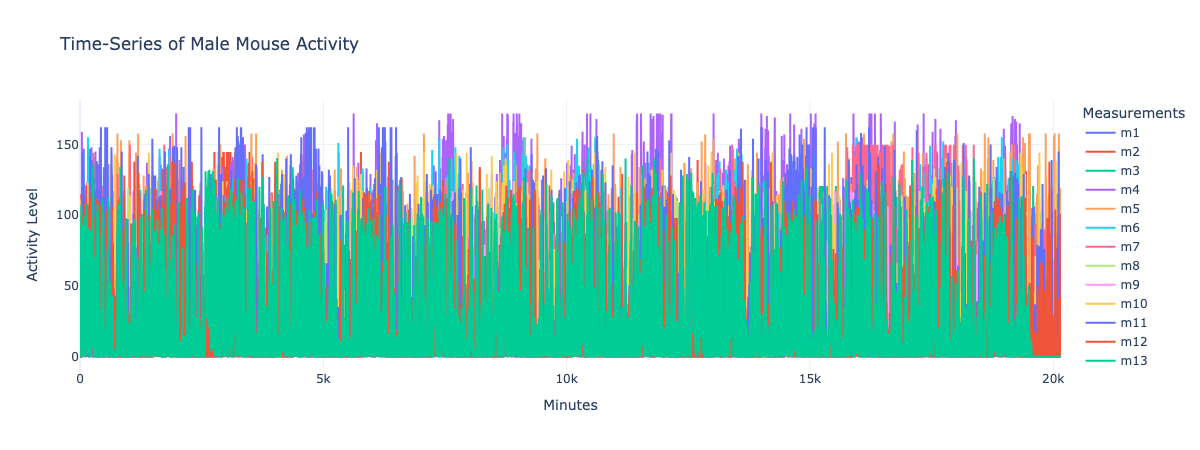 Time-Series of Male Mouse Activity
Measurements
m1
m2
m3
m4
m5
m6
m7
m8
m9
m10
m11
m12
m13
150
100
50
0
Activity Level
0 5k 10k 15k 20k
Minutes